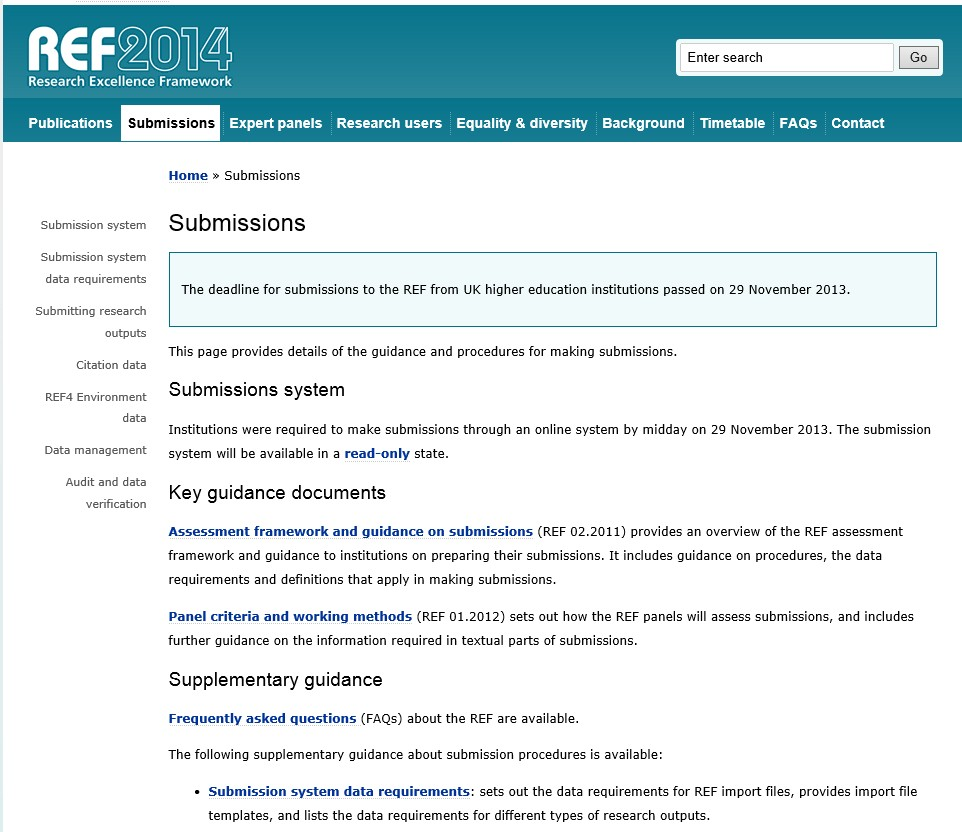 REF2014
Research Excellence Framework
Enter search
Go
Publications Submissions Expert panels Research users Equality & diversity Background Timetable FAQs Contact
Home » Submissions
Submission system
Submission system
data requirements
Submitting research
outputs
Citation data
REF4 Environment
data
Data management
Audit and data
verification
Submissions
The deadline for submissions to the REF from UK higher education institutions passed on 29 November 2013.
This page provides details of the guidance and procedures for making submissions.
Submissions system
Institutions were required to make submissions through an online system by midday on 29 November 2013. The submission
system will be available in a read-only state.
Key guidance documents
Assessment framework and guidance on submissions (REF 02.2011) provides an overview of the REF assessment
framework and guidance to institutions on preparing their submissions. It includes guidance on procedures, the data
requirements and definitions that apply in making submissions.
Panel criteria and working methods (REF 01.2012) sets out how the REF panels will assess submissions, and includes
further guidance on the information required in textual parts of submissions.
Supplementary guidance
Frequently asked questions (FAQs) about the REF are available.
The following supplementary guidance about submission procedures is available:
• Submission system data requirements: sets out the data requirements for REF import files, provides import file
templates, and lists the data requirements for different types of research outputs.